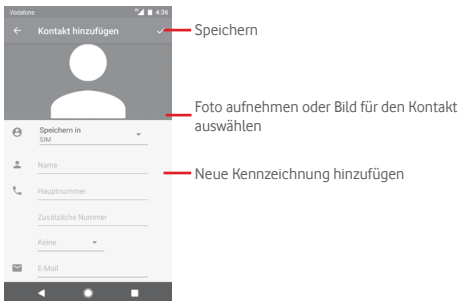 Vodafone 4:36
Kontakt hinzufügen
Speichern
Foto aufnehmen oder Bild für den Kontakt
auswählen
Speichern in
SIM
Name
Neue Kennzeichnung hinzufügen
Hauptnummer
Zusätzliche Nummer
Keine
E-Mail